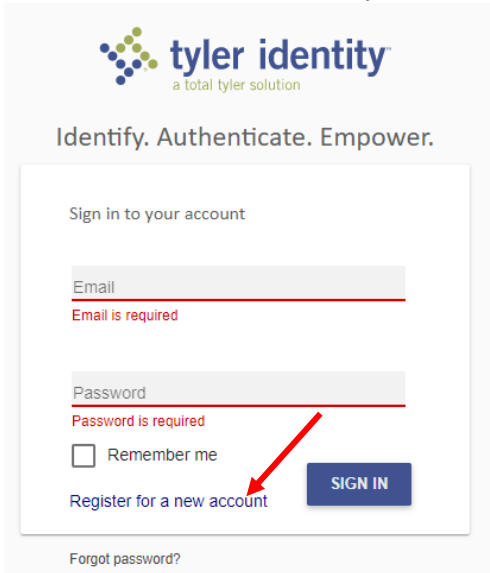 tyler identity
a total tyler solution
Identify. Authenticate. Empower.
Sign in to your account
Email
Email is required
Password
Password is required
Remember me
Register for a new account
SIGN IN
Forgot password?